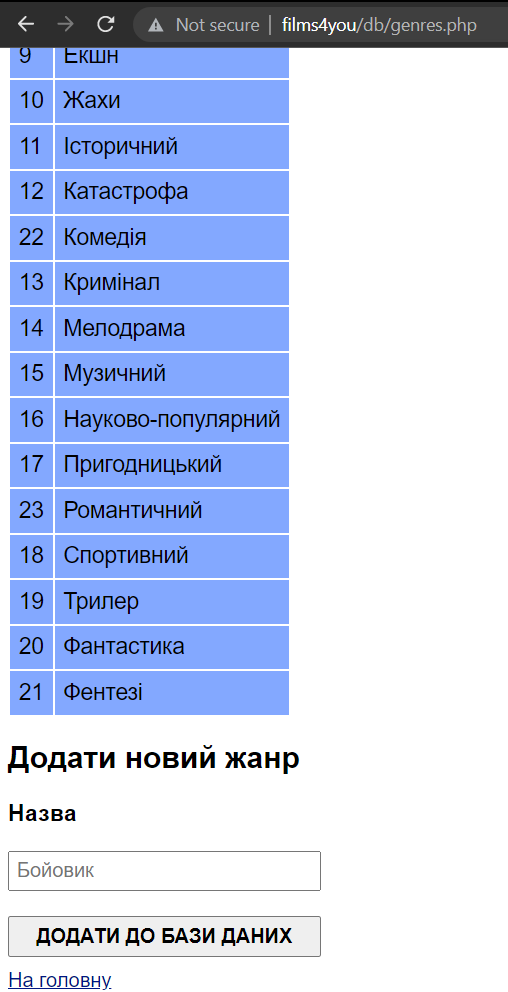 Not secure | films4you/db/genres.php
9 Екшн
10 Жахи
11 Історичний
12 Катастрофа
22 Комедія
13 Кримінал
14 Мелодрама
15 Музичний
16 Науково-популярний
17 Пригодницький
23 Романтичний
18 Спортивний
19 Трилер
20 Фантастика
21 Фентезі
Додати новий жанр
Назва
Бойовик
ДОДАТИ ДО БАЗИ ДАНИХ
На головну